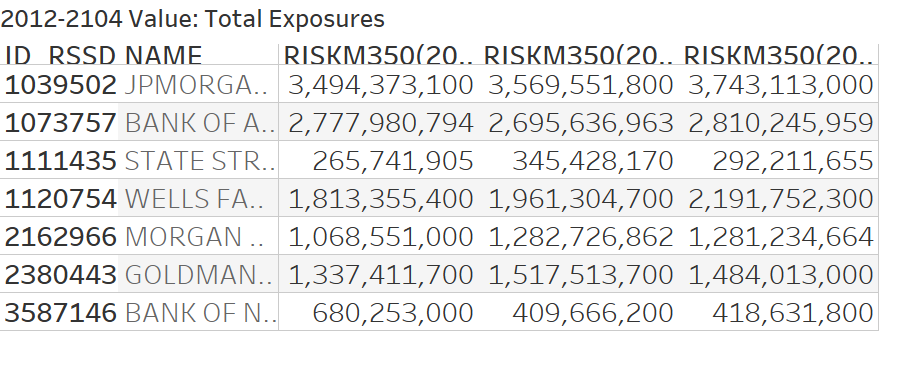 2012-2104 Value: Total Exposures
ID_RSSD NAME RISKM350(20.. RISKM350(20.. RISKM350(20..
1039502 JPMORGA.. 3,494,373,100 3,569,551,800 3,743,113,000
1073757 BANK OF A.. 2,777,980,794 2,695,636,963 2,810,245,959
1111435 STATE STR.. 265,741,905 345,428,170 292,211,655
1120754 WELLS FA.. 1,813,355,400 1,961,304,700 2,191,752,300
2162966 MORGAN .. 1,068,551,000 1,282,726,862 1,281,234,664
2380443 GOLDMAN.. 1,337,411,700 1,517,513,700 1,484,013,000
3587146 BANK OF N.. 680,253,000 409,666,200 418,631,800